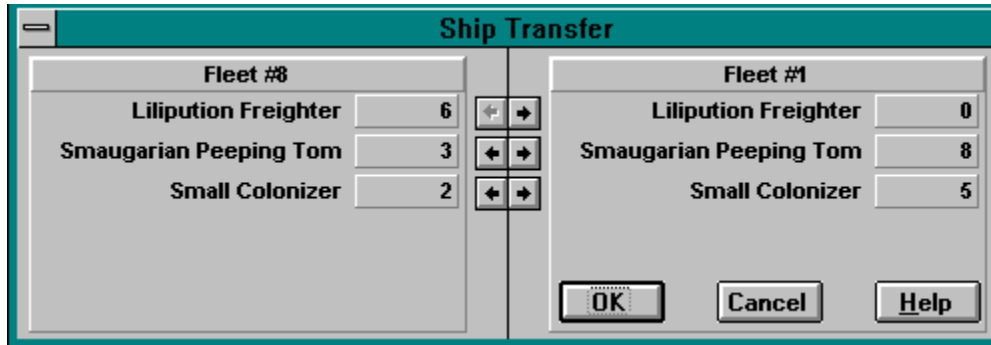 Ship Transfer
Fleet #8
Lilipution Freighter 6
Smaugarian Peeping Tom 3
Small Colonizer 2
Fleet #1
Lilipution Freighter 0
Smaugarian Peeping Tom 8
Small Colonizer 5
OK Cancel Help